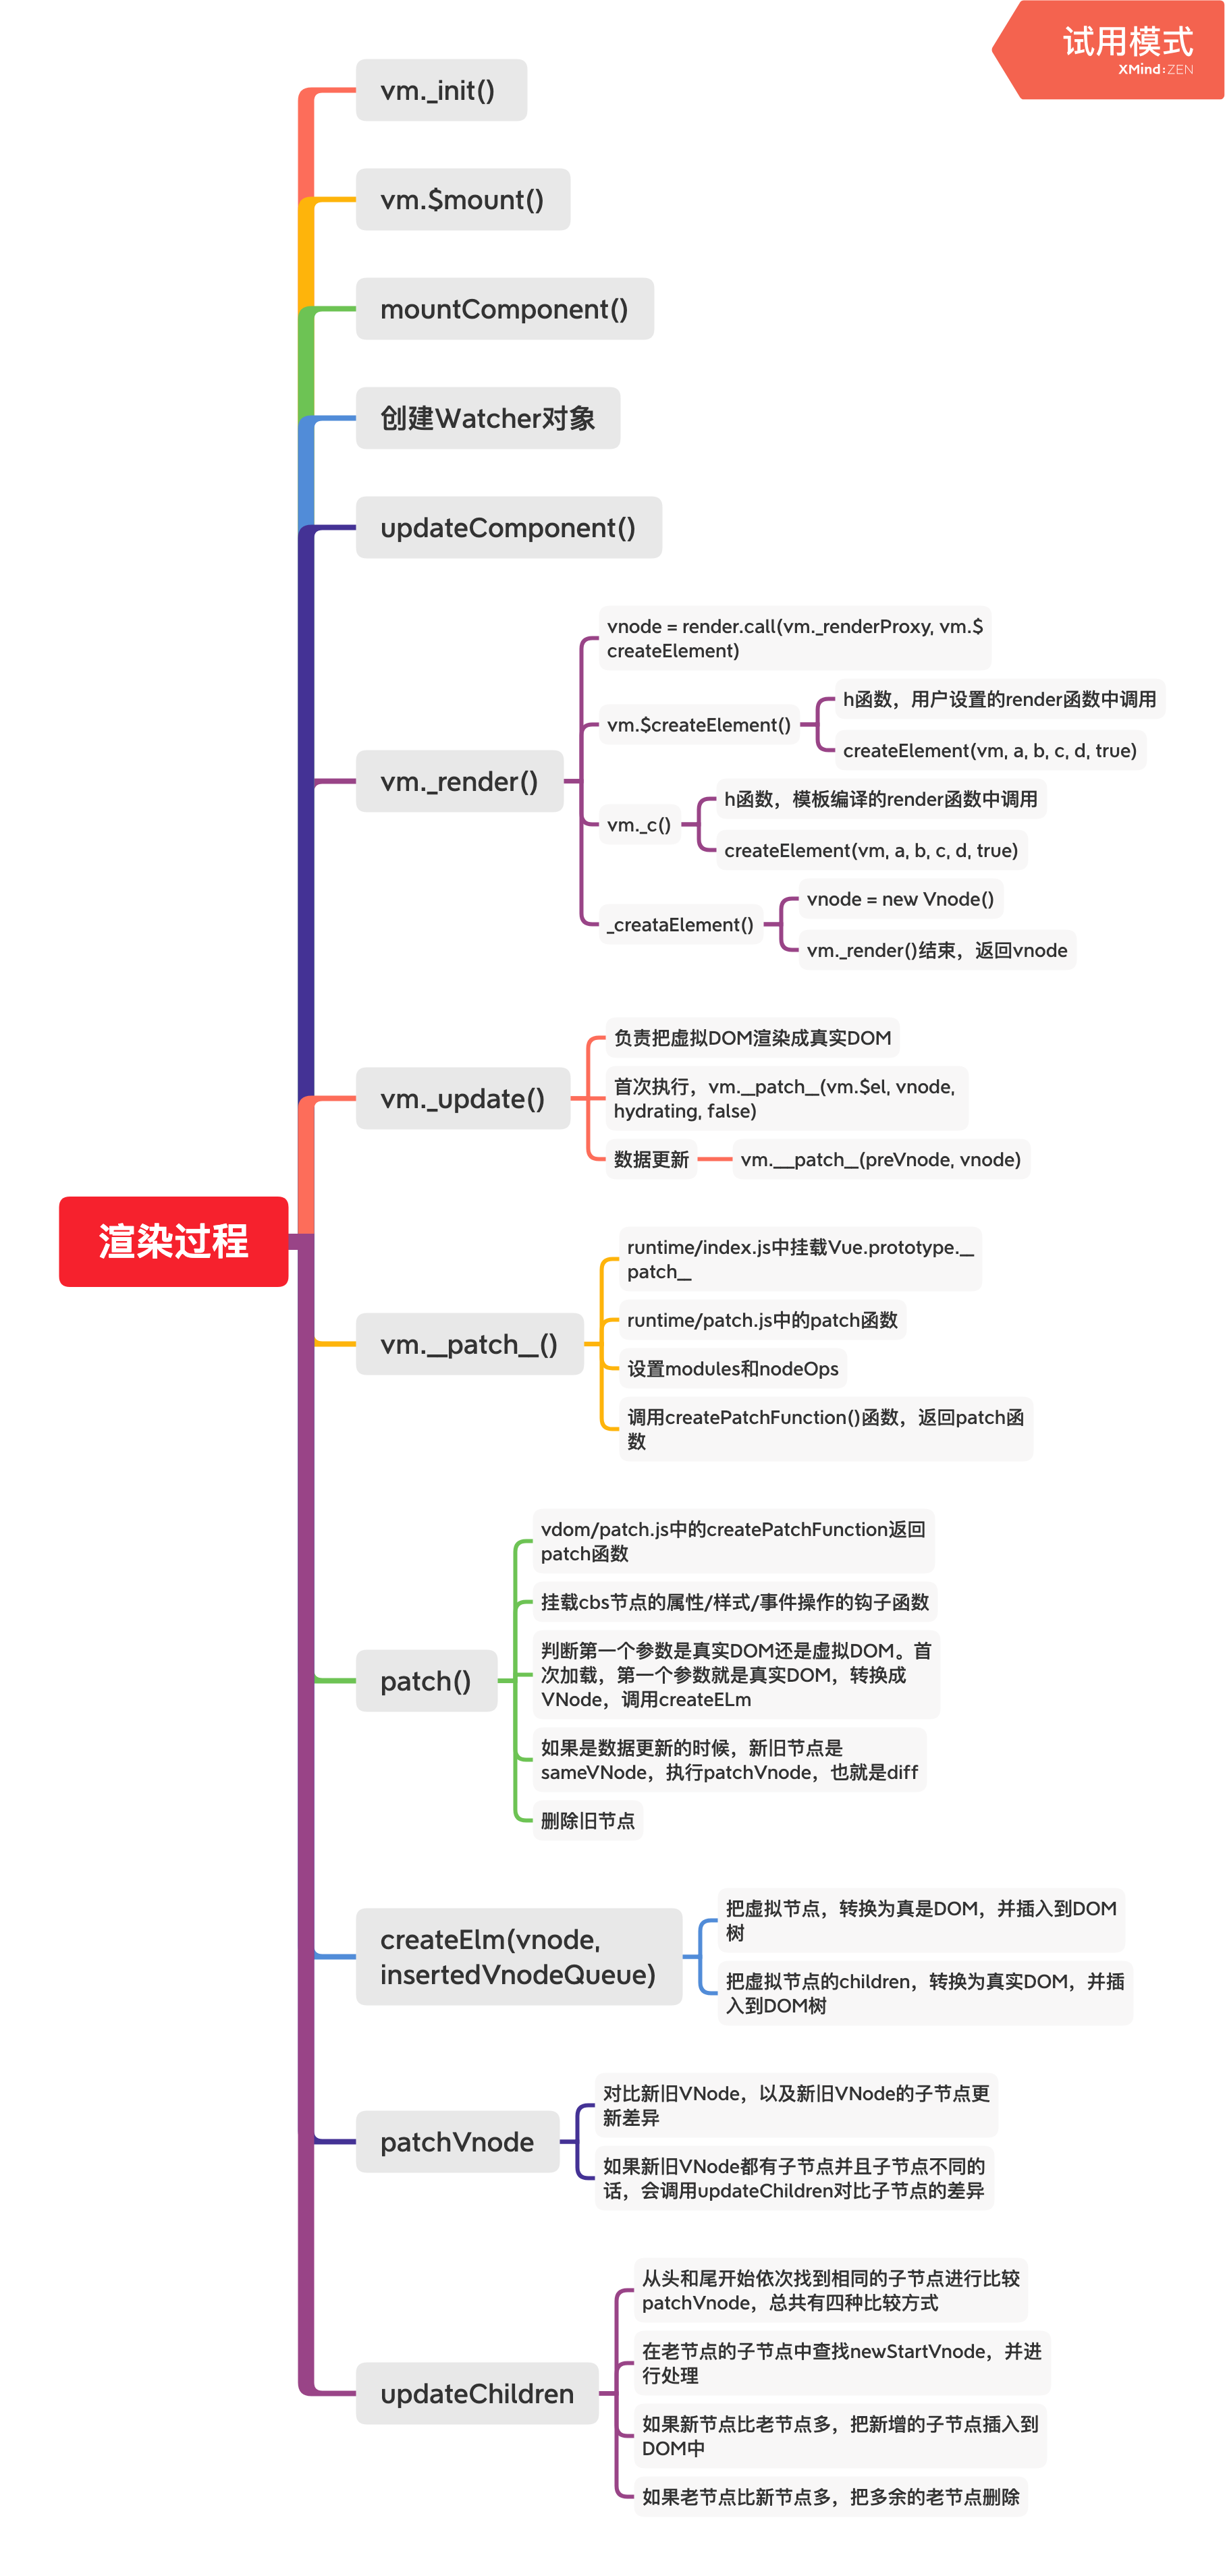 试用模式
XMind:ZEN
渲染过程
vm._init()
vm.$mount()
mountComponent()
创建Watcher对象
updateComponent()
vm._render()
vnode = render.call(vm._renderProxy, vm.$
createElement)
vm.$createElement()
h函数，用户设置的render函数中调用
createElement(vm, a, b, c, d, true)
vm._c()
h函数，模板编译的render函数中调用
createElement(vm, a, b, c, d, true)
_creataElement()
vnode = new Vnode()
vm._render()结束，返回vnode
vm._update()
负责把虚拟DOM渲染成真实DOM
首次执行，vm.__patch_(vm.$el, vnode,
hydrating, false)
数据更新
vm.__patch_(preVnode, vnode)
vm.__patch__()
runtime/index.js中挂载Vue.prototype.__
patch__
runtime/patch.js中的patch函数
设置modules和nodeOps
调用createPatchFunction()函数，返回patch函
数
patch()
vdom/patch.js中的createPatchFunction返回
patch函数
挂载cbs节点的属性/样式/事件操作的钩子函数
判断第一个参数是真实DOM还是虚拟DOM。首
次加载，第一个参数就是真实DOM，转换成
VNode，调用createELm
如果是数据更新的时候，新旧节点是
sameVNode，执行patchVnode，也就是diff
删除旧节点
createElm(vnode,
insertedVnodeQueue)
把虚拟节点，转换为真是DOM，并插入到DOM
树
把虚拟节点的children，转换为真实DOM，并插
入到DOM树
patchVnode
对比新旧VNode，以及新旧VNode的子节点更
新差异
如果新旧VNode都有子节点并且子节点不同的
话，会调用updateChildren对比子节点的差异
updateChildren
从头和尾开始依次找到相同的子节点进行比较
patchVnode，总共有四种比较方式
在老节点的子节点中查找newStartVnode，并进
行处理
如果新节点比老节点多，把新增的子节点插入到
DOM中
如果老节点比新节点多，把多余的老节点删除